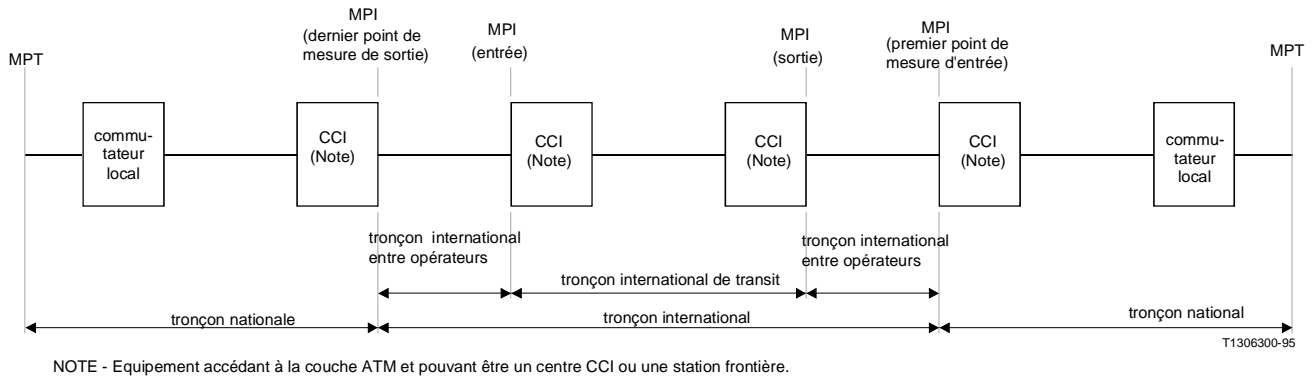 MPT
MPI
(dernier point de
mesure de sortie)
MPI
(entrée)
MPI
(sortie)
MPI
(premier point de
mesure d'entrée)
MPT
commu-
tateur
local
CCI
(Note)
CCI
(Note)
CCI
(Note)
CCI
(Note)
commu-
tateur
local
tronçon international
entre opérateurs
tronçon international de transit
tronçon international
entre opérateurs
tronçon nationale
tronçon international
tronçon national
T1306300-95
NOTE - Equipement accédant à la couche ATM et pouvant être un centre CCI ou une station frontière.